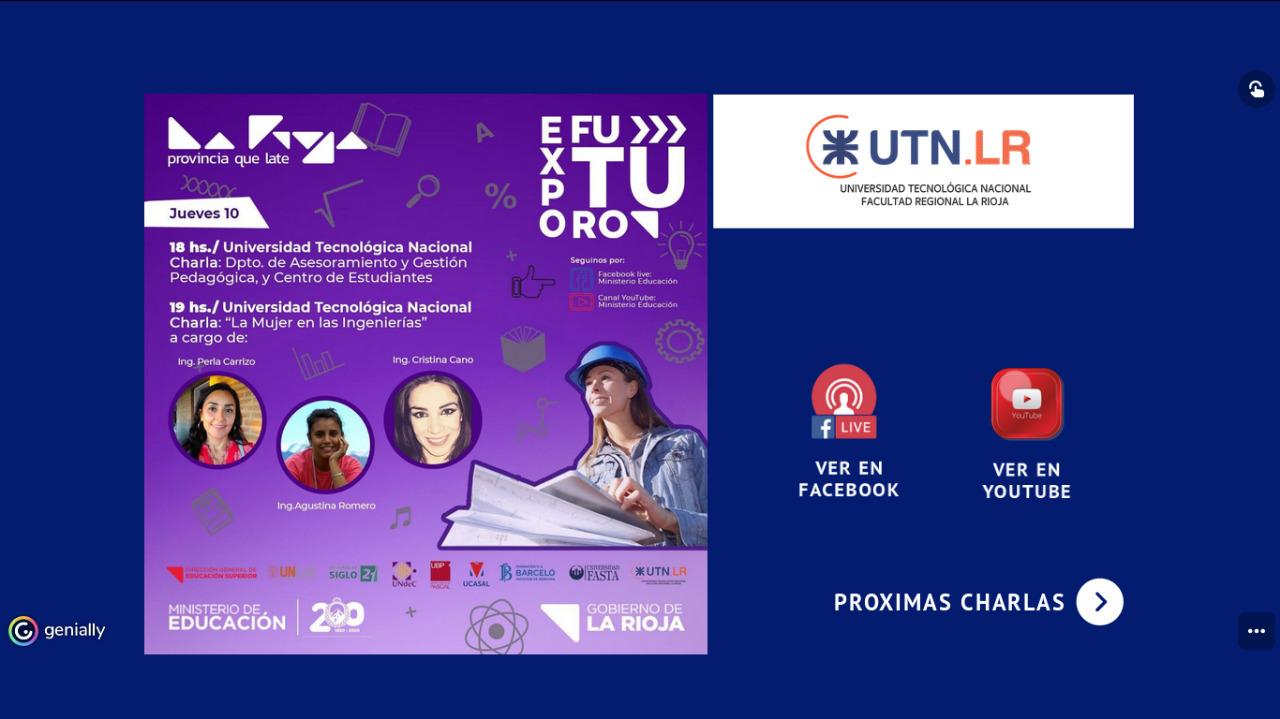 La Rioja
provincia que late
EXPO
FUTURO
Jueves 10
18 hs./ Universidad Tecnológica Nacional
Charla: Dpto. de Asesoramiento y Gestión
Pedagógica, y Centro de Estudiantes
19 hs./ Universidad Tecnológica Nacional
Charla: “La Mujer en las Ingenierías”
a cargo de:
Seguinos por:
Facebook live:
Ministerio Educación
Canal YouTube:
Ministerio Educación
Ing. Perla Carrizo
Ing. Cristina Cano
Ing.Agustina Romero
A
%
DIRECCIÓN GENERAL DE
EDUCACIÓN SUPERIOR
SIGLO 21
UNdeC
UBP
PASCAL
UCASAL
BARCELÓ
UNIVERSIDAD
FASTA
UTN.LR
MINISTERIO DE
EDUCACIÓN
200
GOBIERNO DE
LA RIOJA
UTN.LR
UNIVERSIDAD TECNOLÓGICA NACIONAL
FACULTAD REGIONAL LA RIOJA
f LIVE
VER EN
FACEBOOK
YouTube
VER EN
YOUTUBE
PROXIMAS CHARLAS
genially